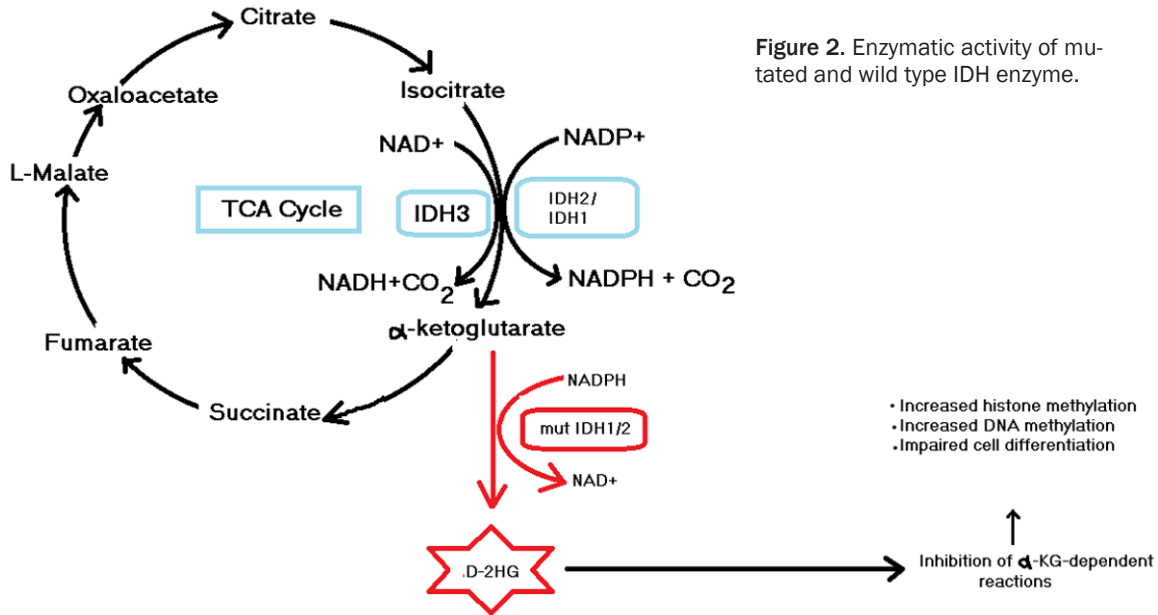 Citrate
Figure 2. Enzymatic activity of mu-
tated and wild type IDH enzyme.
Oxaloacetate
Isocitrate
NAD+
NADP+
L-Malate
TCA Cycle
IDH3
IDH2/
IDH1
NADH+CO₂
NADPH + CO₂
α-ketoglutarate
Fumarate
Succinate
NADPH
mut IDH1/2
NAD+
• Increased histone methylation
• Increased DNA methylation
• Impaired cell differentiation
.D-2HG
Inhibition of α-KG-dependent
reactions